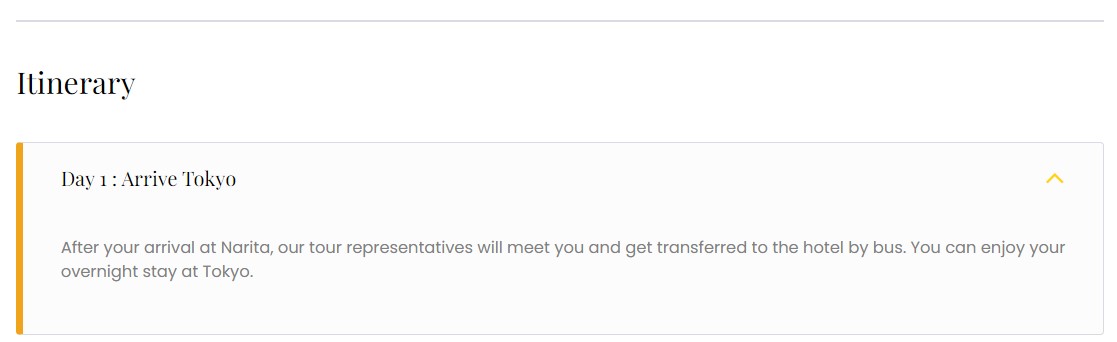 Itinerary
Day 1 : Arrive Tokyo
After your arrival at Narita, our tour representatives will meet you and get transferred to the hotel by bus. You can enjoy your
overnight stay at Tokyo.